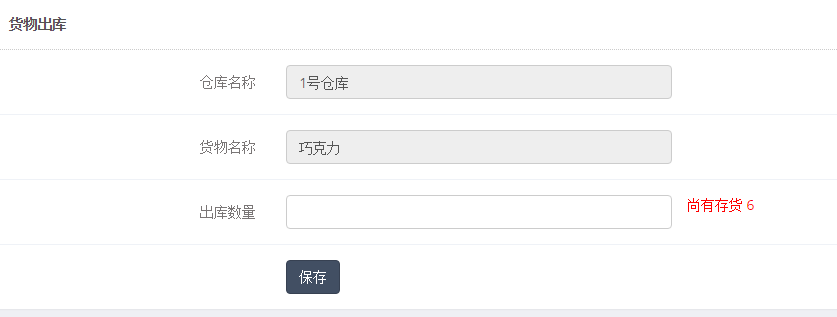 货物出库
仓库名称 1号仓库
货物名称 巧克力
出库数量 尚有存货 6
保存